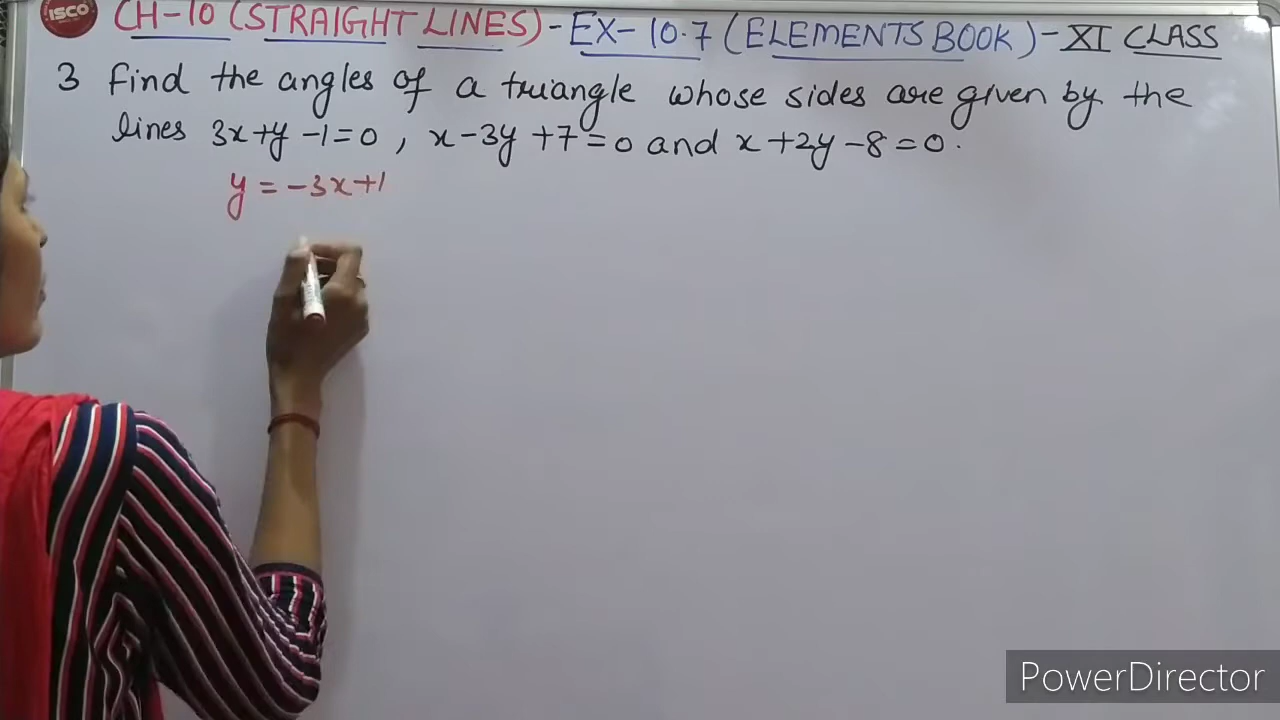 ISCO CH-10 (STRAIGHT LINES) - EX- 10.7 ( ELEMENTS BOOK ) - XI CLASS
3 Find the angles of a triangle whose sides are given by the
lines 3x+y -1=0 , x-3y +7=0 and x+2y-8=0.
y = -3x+1
PowerDirector